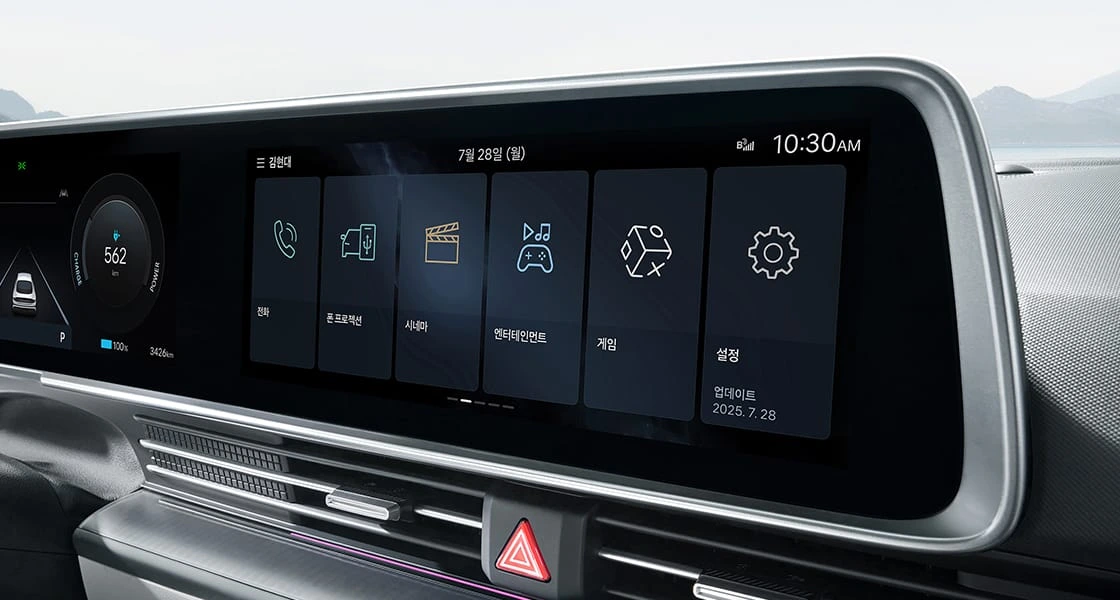 김현대
7월 28일 (월)
10:30AM
562
km
CHARGE
POWER
P
100%
3426km
전화
폰 프로젝션
시네마
엔터테인먼트
게임
설정
업데이트
2025. 7. 28